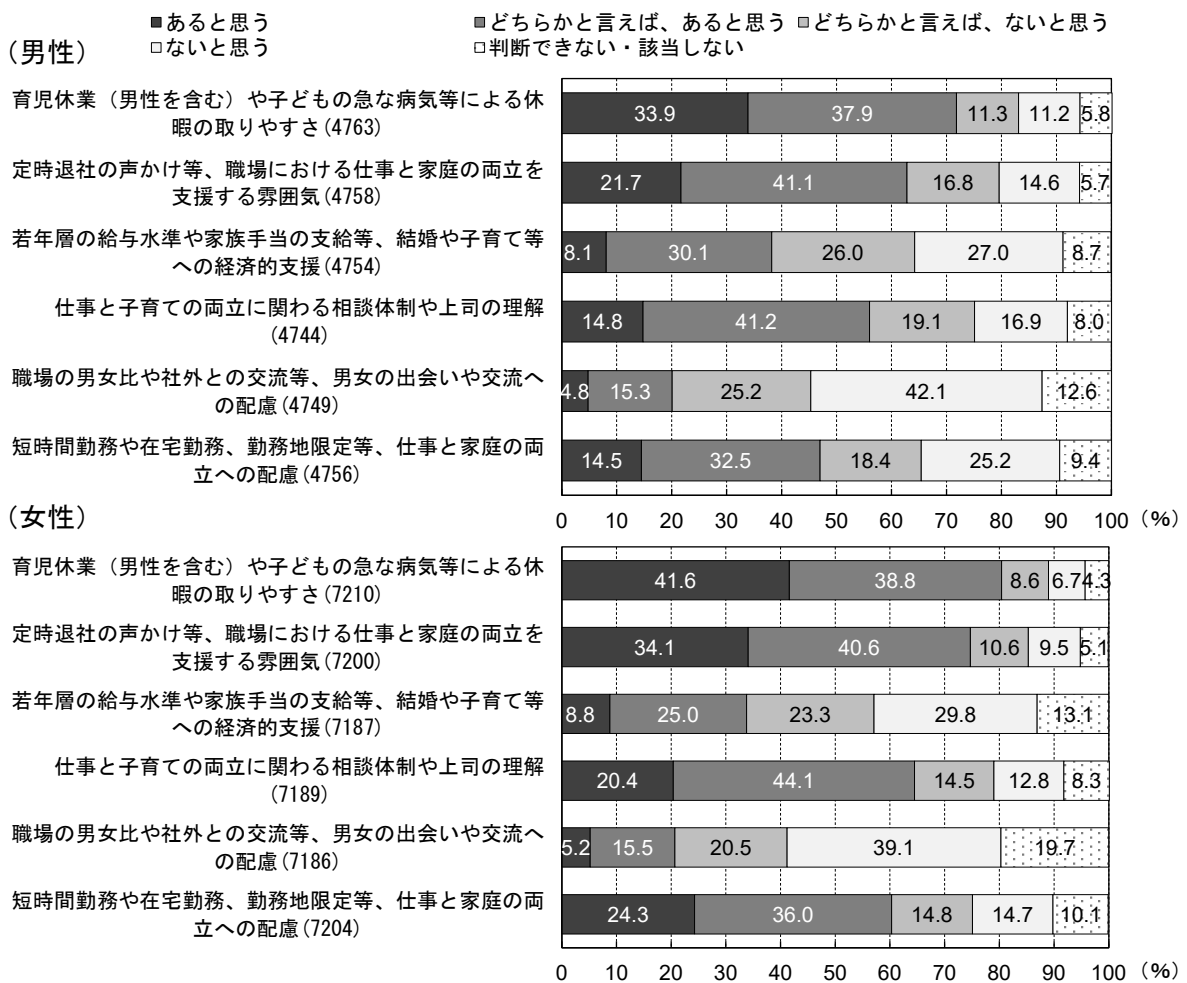 ■あると思う ■どちらかと言えば、あると思う ■どちらかと言えば、ないと思う
□ないと思う □判断できない・該当しない
(男性)
育児休業（男性を含む）や子どもの急な病気等による休
暇の取りやすさ(4763)
33.9 37.9 11.3 11.2 5.8
定時退社の声かけ等、職場における仕事と家庭の両立を
支援する雰囲気(4758)
21.7 41.1 16.8 14.6 5.7
若年層の給与水準や家族手当の支給等、結婚や子育て等
への経済的支援(4754)
8.1 30.1 26.0 27.0 8.7
仕事と子育ての両立に関わる相談体制や上司の理解
(4744)
14.8 41.2 19.1 16.9 8.0
職場の男女比や社外との交流等、男女の出会いや交流へ
の配慮(4749)
4.8 15.3 25.2 42.1 12.6
短時間勤務や在宅勤務、勤務地限定等、仕事と家庭の両
立への配慮(4756)
14.5 32.5 18.4 25.2 9.4
0 10 20 30 40 50 60 70 80 90 100 (%)
(女性)
育児休業（男性を含む）や子どもの急な病気等による休
暇の取りやすさ(7210)
41.6 38.8 8.6 6.7 4.3
定時退社の声かけ等、職場における仕事と家庭の両立を
支援する雰囲気(7200)
34.1 40.6 10.6 9.5 5.1
若年層の給与水準や家族手当の支給等、結婚や子育て等
への経済的支援(7187)
8.8 25.0 23.3 29.8 13.1
仕事と子育ての両立に関わる相談体制や上司の理解
(7189)
20.4 44.1 14.5 12.8 8.3
職場の男女比や社外との交流等、男女の出会いや交流へ
の配慮(7186)
5.2 15.5 20.5 39.1 19.7
短時間勤務や在宅勤務、勤務地限定等、仕事と家庭の両
立への配慮(7204)
24.3 36.0 14.8 14.7 10.1
0 10 20 30 40 50 60 70 80 90 100 (%)